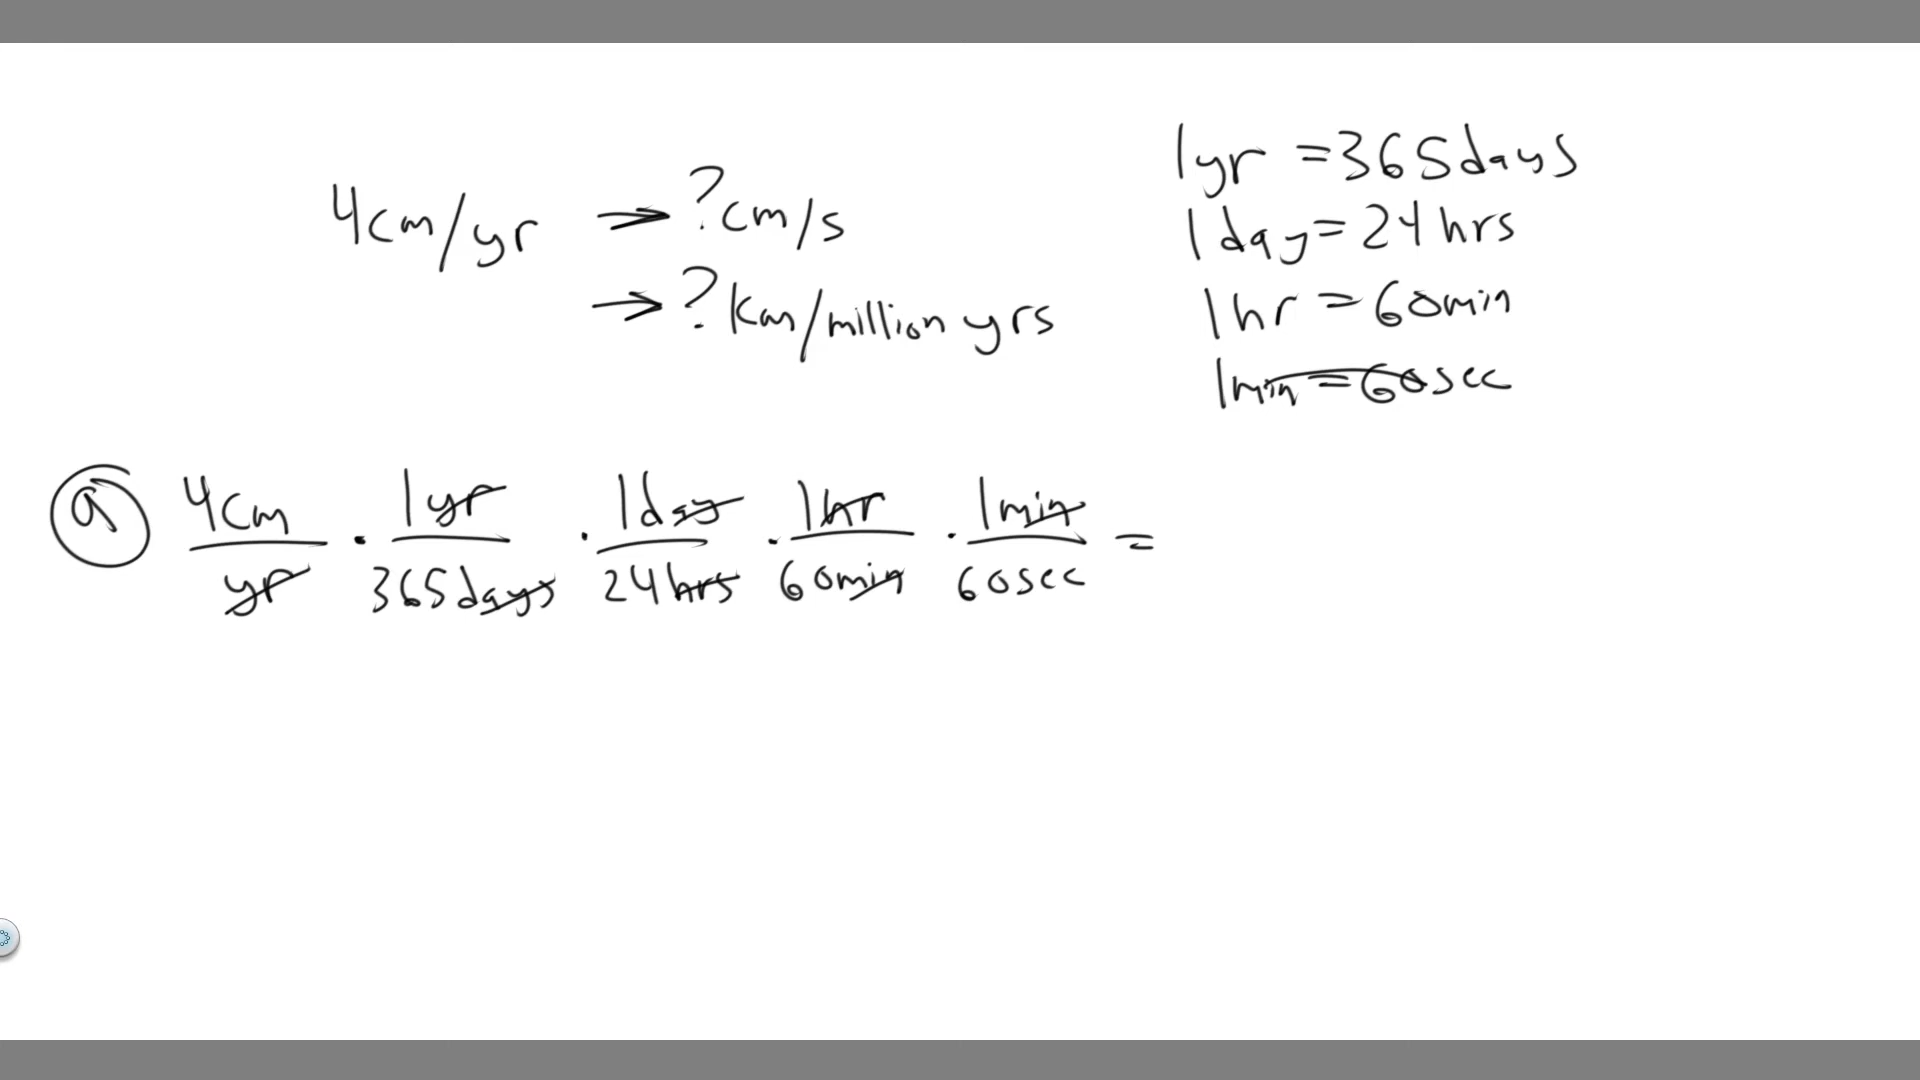 4cm/yr → ?cm/s
→ ?km/million yrs
1yr = 365days
1day = 24hrs
1hr = 60min
1min = 60sec
a 4cm/yr · 1yr/365days · 1day/24hrs · 1hr/60min · 1min/60sec =